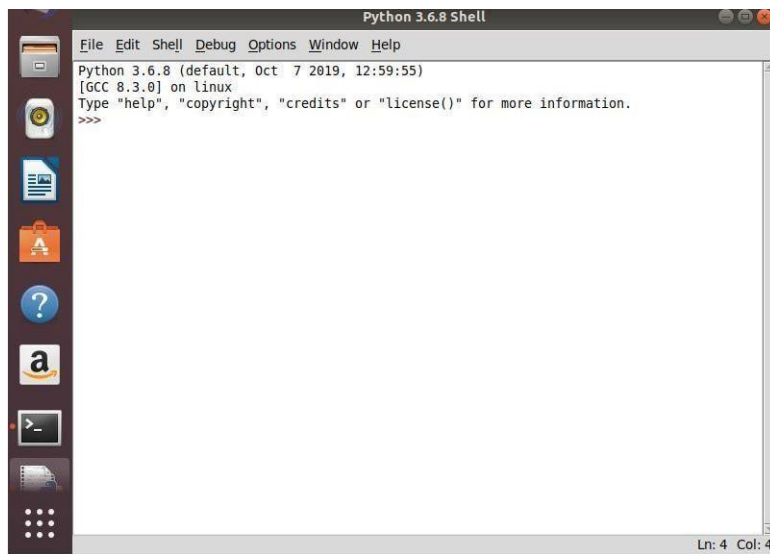 Python 3.6.8 Shell
File Edit Shell Debug Options Window Help
Python 3.6.8 (default, Oct  7 2019, 12:59:55)
[GCC 8.3.0] on linux
Type "help", "copyright", "credits" or "license()" for more information.
>>>
A
?
a
>_
Ln: 4 Col: 4